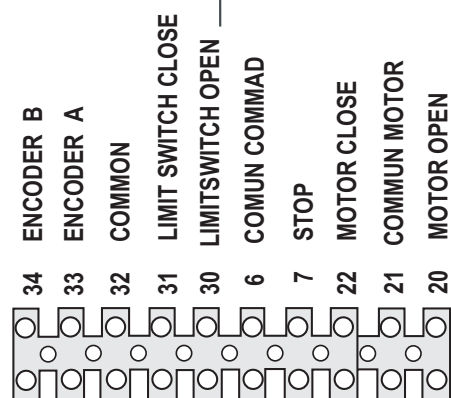 34 ENCODER B
33 ENCODER A
32 COMMON
31 LIMIT SWITCH CLOSE
30 LIMITSWITCH OPEN
6 COMUN COMMAD
7 STOP
22 MOTOR CLOSE
21 COMMUN MOTOR
20 MOTOR OPEN